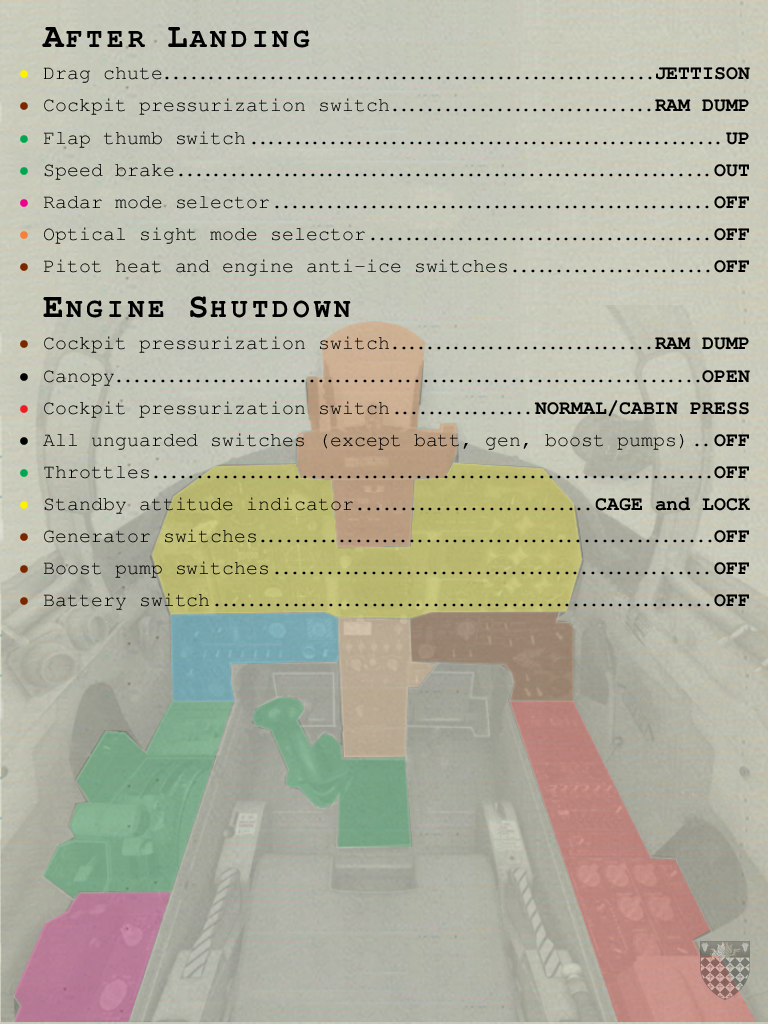 AFTER LANDING
Drag chute........................................................JETTISON
Cockpit pressurization switch..............................RAM DUMP
Flap thumb switch......................................................UP
Speed brake.............................................................OUT
Radar mode selector..................................................OFF
Optical sight mode selector.......................................OFF
Pitot heat and engine anti-ice switches.......................OFF
ENGINE SHUTDOWN
Cockpit pressurization switch..............................RAM DUMP
Canopy...................................................................OPEN
Cockpit pressurization switch................NORMAL/CABIN PRESS
All unguarded switches (except batt, gen, boost pumps)..OFF
Throttles................................................................OFF
Standby attitude indicator...........................CAGE and LOCK
Generator switches....................................................OFF
Boost pump switches..................................................OFF
Battery switch.........................................................OFF